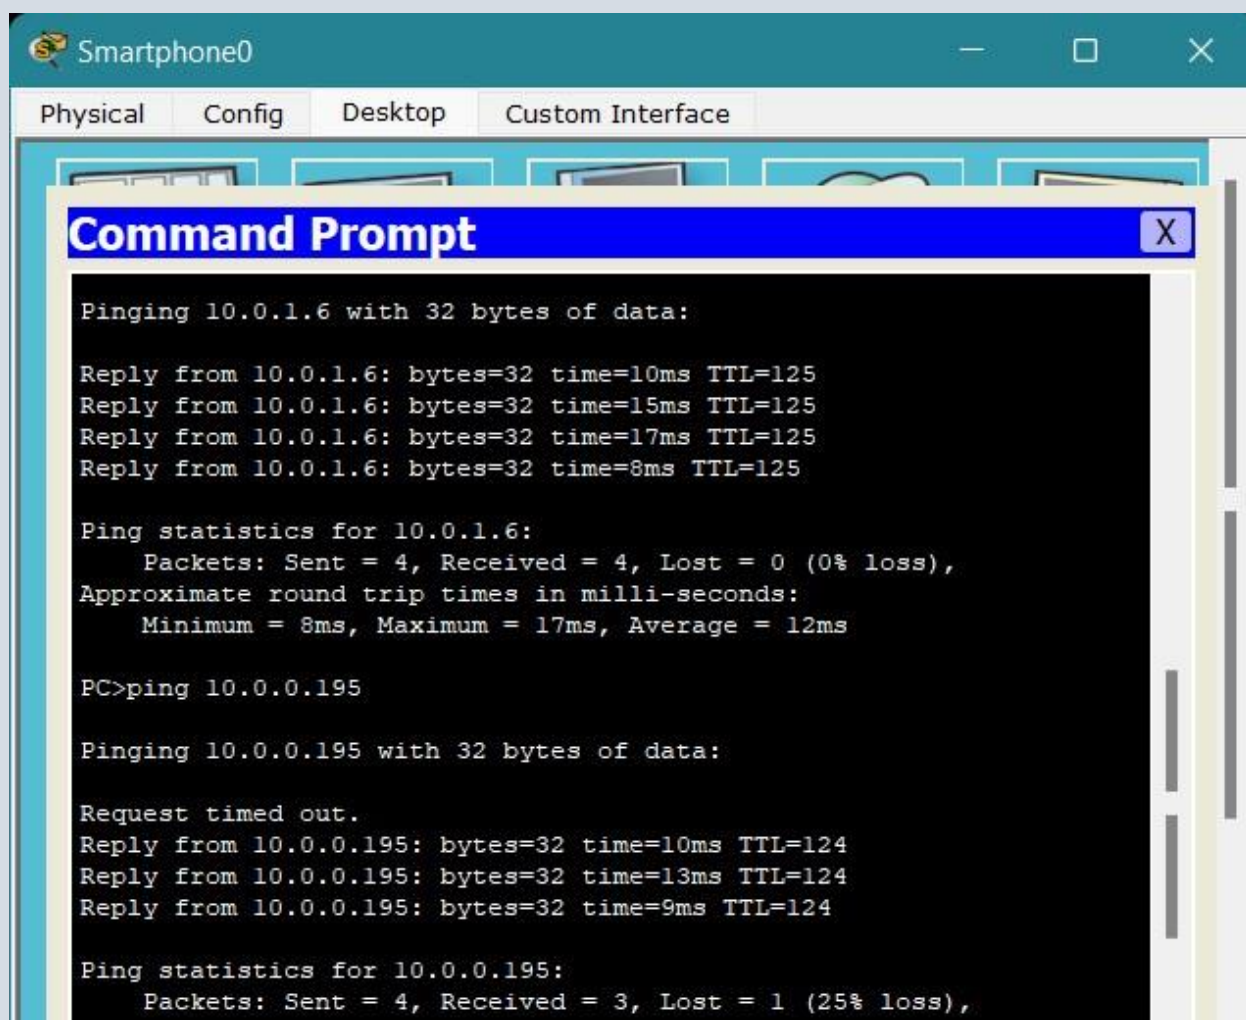 Smartphone0
Physical Config Desktop Custom Interface
Command Prompt X
Pinging 10.0.1.6 with 32 bytes of data:
Reply from 10.0.1.6: bytes=32 time=10ms TTL=125
Reply from 10.0.1.6: bytes=32 time=15ms TTL=125
Reply from 10.0.1.6: bytes=32 time=17ms TTL=125
Reply from 10.0.1.6: bytes=32 time=8ms TTL=125
Ping statistics for 10.0.1.6:
Packets: Sent = 4, Received = 4, Lost = 0 (0% loss),
Approximate round trip times in milli-seconds:
Minimum = 8ms, Maximum = 17ms, Average = 12ms
PC>ping 10.0.0.195
Pinging 10.0.0.195 with 32 bytes of data:
Request timed out.
Reply from 10.0.0.195: bytes=32 time=10ms TTL=124
Reply from 10.0.0.195: bytes=32 time=13ms TTL=124
Reply from 10.0.0.195: bytes=32 time=9ms TTL=124
Ping statistics for 10.0.0.195:
Packets: Sent = 4, Received = 3, Lost = 1 (25% loss),